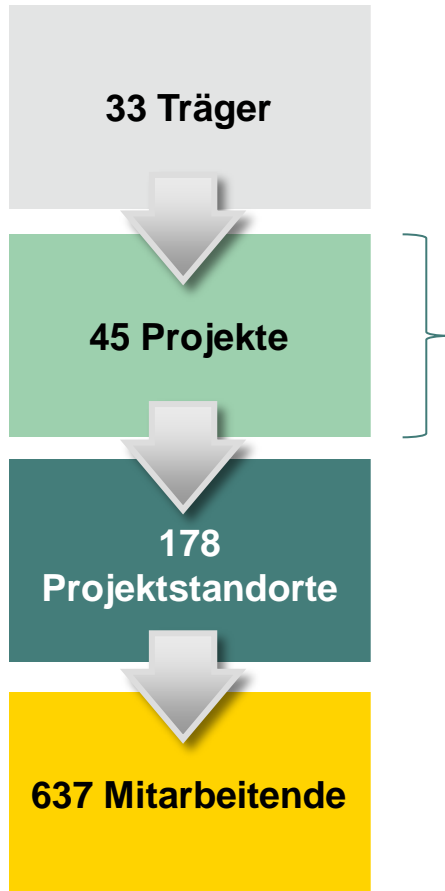 33 Träger
45 Projekte
178
Projektstandorte
637 Mitarbeitende